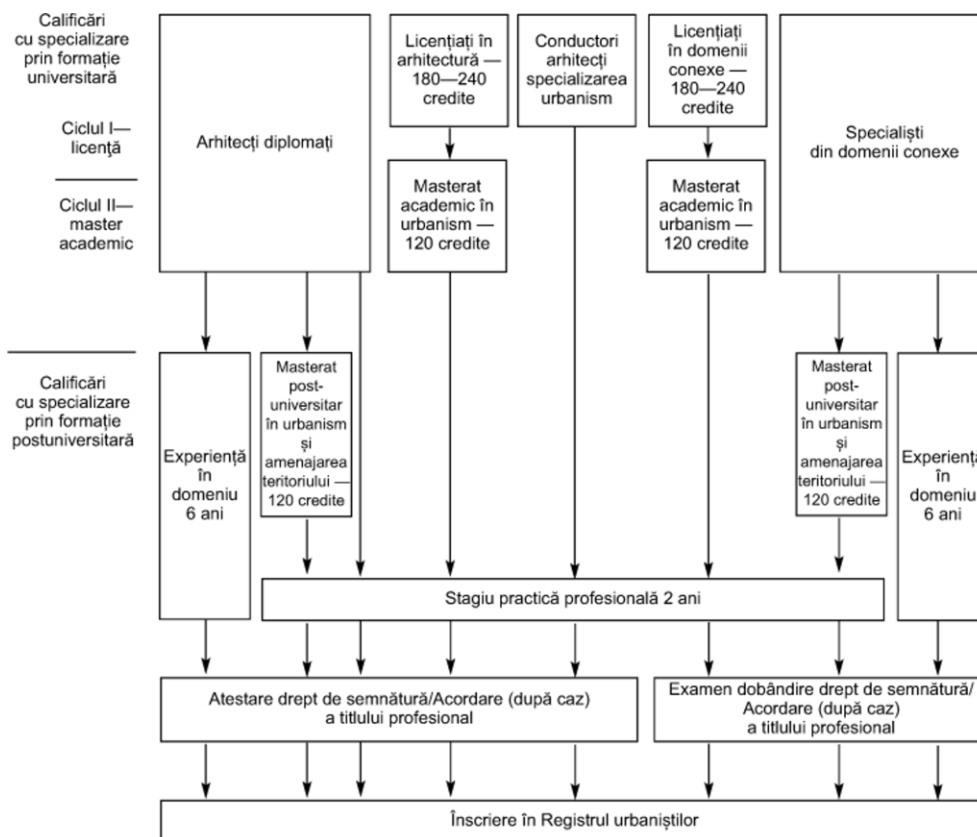 Calificări
cu specializare
prin formație
universitară
Ciclul I—
licență
Ciclul II—
master
academic
Arhitecți diplomați
Licențiați în
arhitectură —
180—240
credite
Masterat
academic în
urbanism —
120 credite
Conductori
arhitecți
specializarea
urbanism
Licențiați
în domenii
conexe —
180—240
credite
Masterat
academic în
urbanism —
120 credite
Specialiști
din domenii conexe
Calificări
cu specializare
prin formație
postuniversitară
Experiență
în
domeniu
6 ani
Masterat
post-
universitar
în urbanism
și
amenajarea
teritoriului —
120 credite
Masterat
post-
universitar
în urbanism
și
amenajarea
teritoriului —
120 credite
Experiență
în
domeniu
6 ani
Stagiu practică profesională 2 ani
Atestare drept de semnătură/Acordare (după caz)
a titlului profesional
Examen dobândire drept de semnătură/
Acordare (după caz)
a titlului profesional
Înscriere în Registrul urbaniștilor